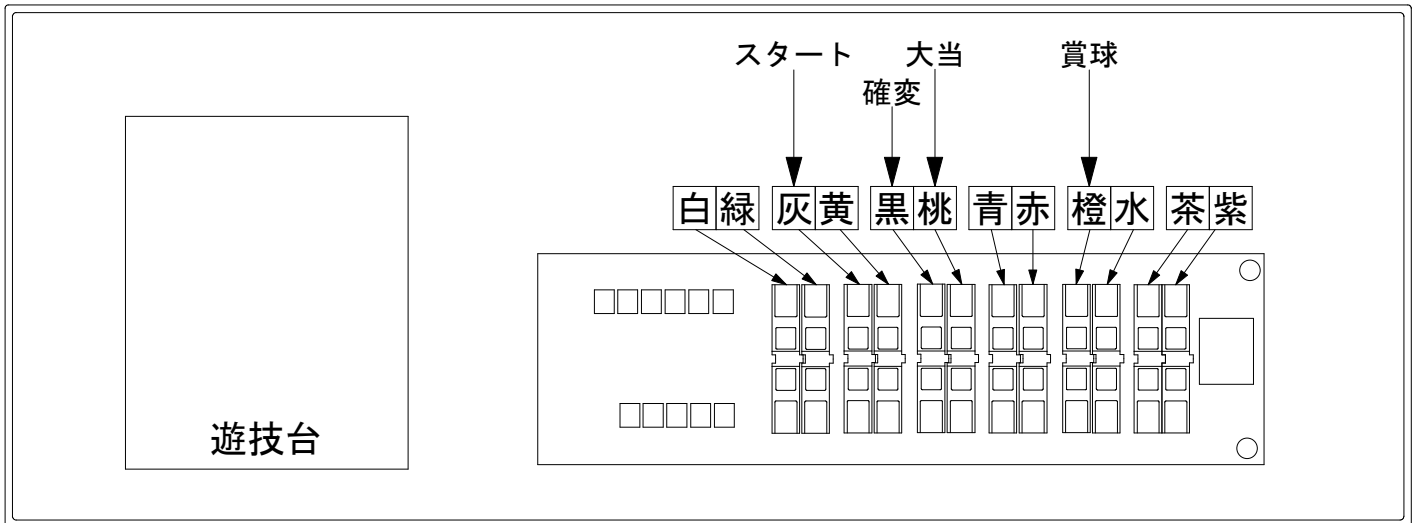 スタート 大当 賞球
確変
白緑 灰黄 黒桃 青赤 橙水 茶紫
遊技台